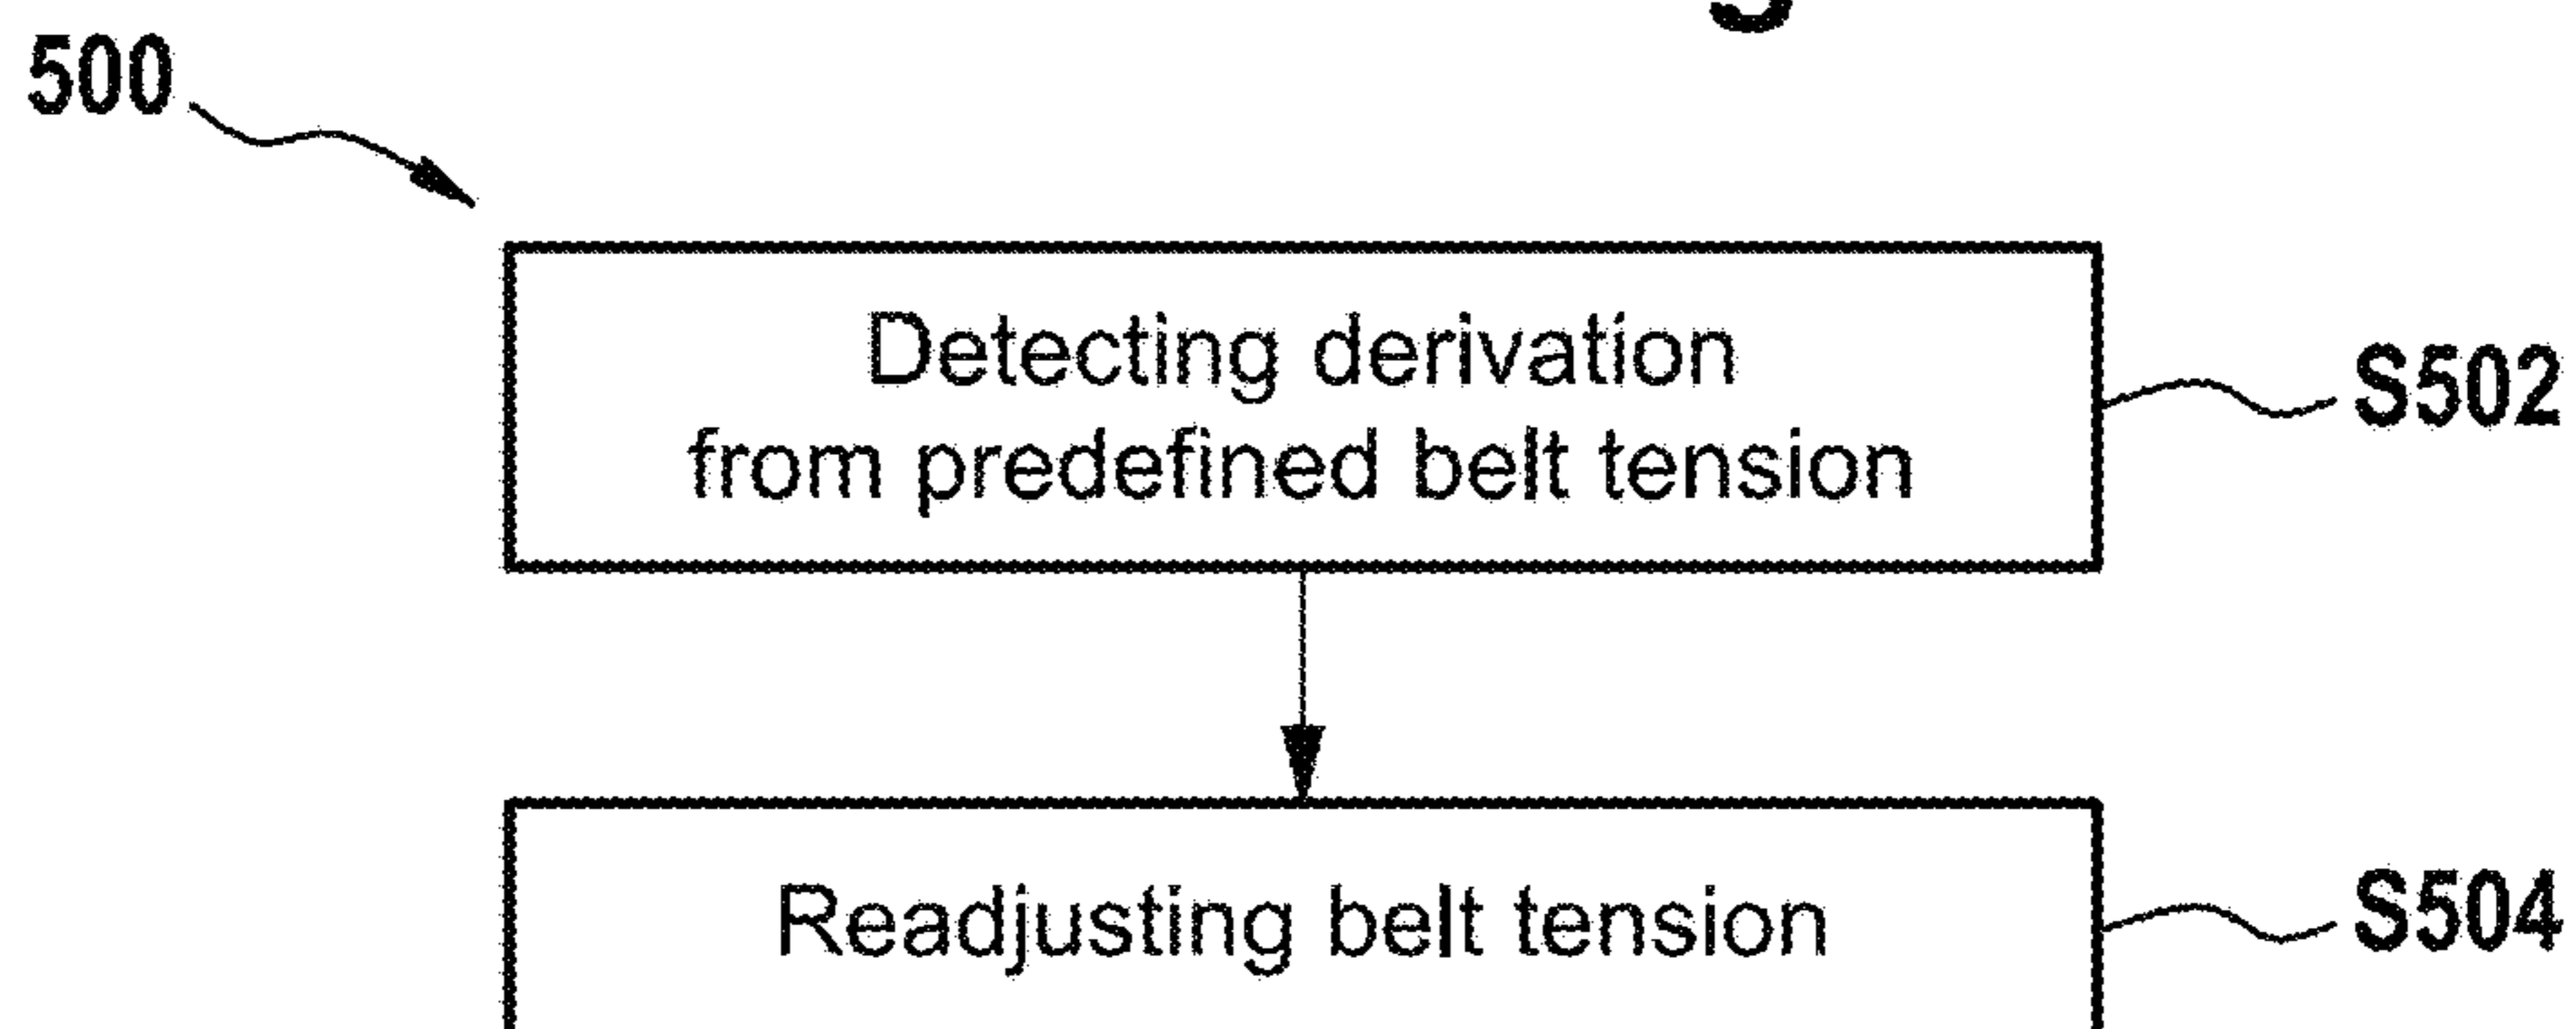 500
Detecting derivation
from predefined belt tension
S502
Readjusting belt tension
S504